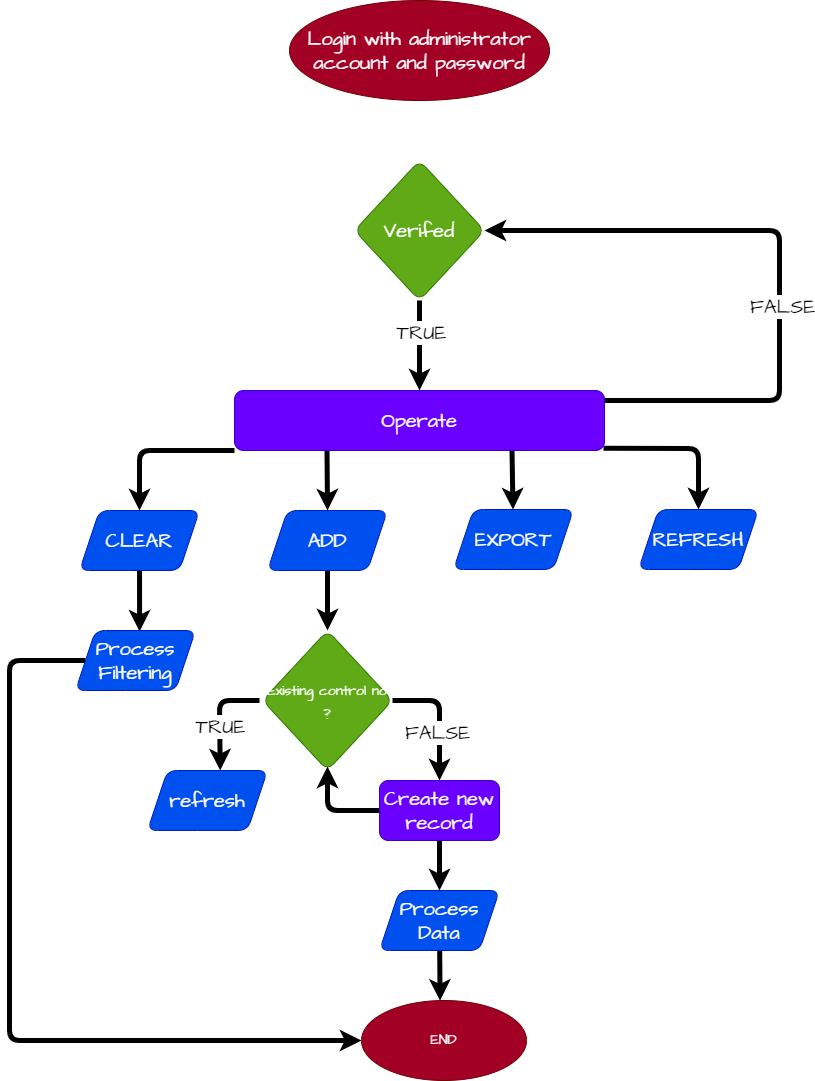 Login with administrator
account and password
Verifed
TRUE
FALSE
Operate
CLEAR
ADD
EXPORT
REFRESH
Process
Filtering
Existing control no
?
TRUE
FALSE
refresh
Create new
record
Process
Data
END